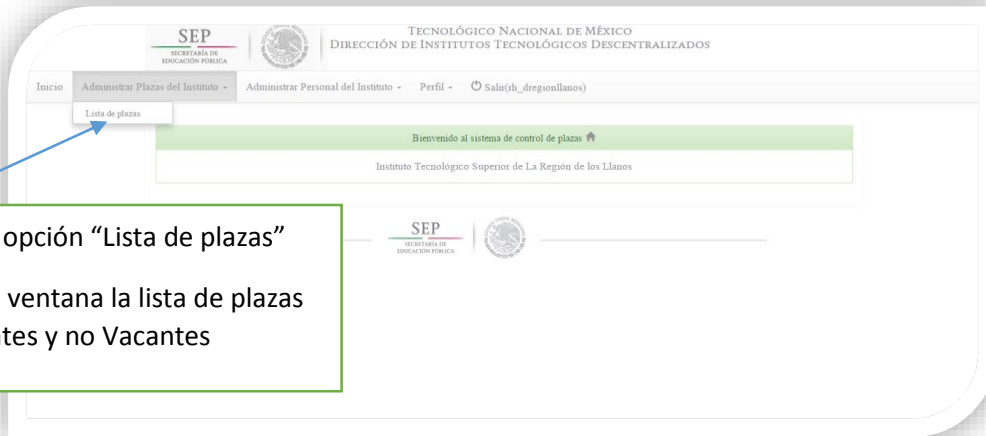 SEP
SECRETARÍA DE
EDUCACIÓN PÚBLICA
TECNOLÓGICO NACIONAL DE MÉXICO
DIRECCIÓN DE INSTITUTOS TECNOLÓGICOS DESCENTRALIZADOS
Inicio Administrar Plazas del Instituto Administrar Personal del Instituto Perfil Salir(rh_dregionllanos)
Lista de plazas
Bienvenido al sistema de control de plazas
Instituto Tecnológico Superior de La Región de los Llanos
opción “Lista de plazas”
ventana la lista de plazas
ntes y no Vacantes
SEP
SECRETARÍA DE
EDUCACIÓN PÚBLICA